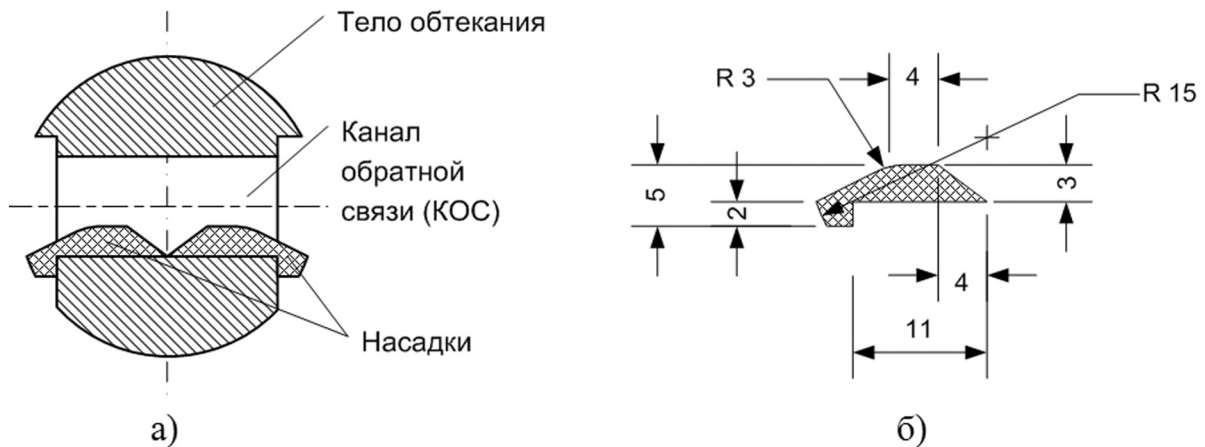 Тело обтекания
Канал
обратной
связи (КОС)
Насадки
а)
R 3
4
R 15
5
2
3
4
11
б)